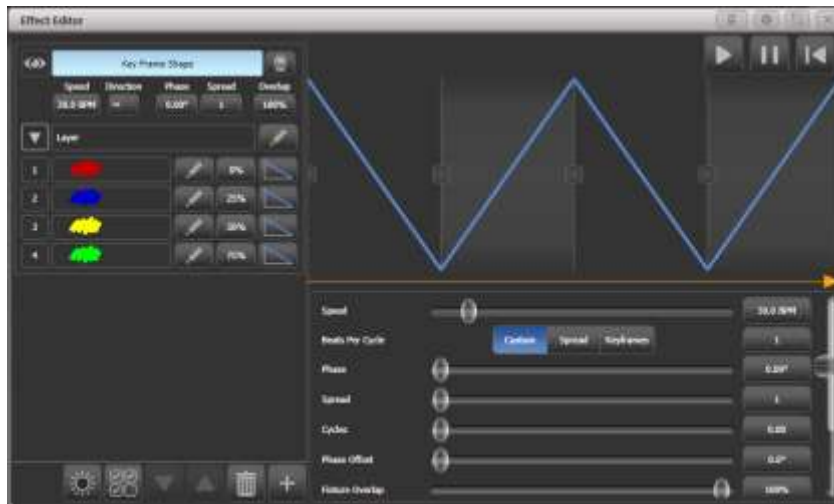 Effect Editor
Key Frame Shape
Speed Direction Phase Spread Overlap
30.0 BPM 0.00° 1 100%
Layer
1 0%
2 25%
3 50%
4 75%
Speed 30.0 BPM
Beats Per Cycle Custom Spread Keyframes 1
Phase 0.00°
Spread 1
Cycles 0.00
Phase Offset 0.0°
Fixture Overlap 100%